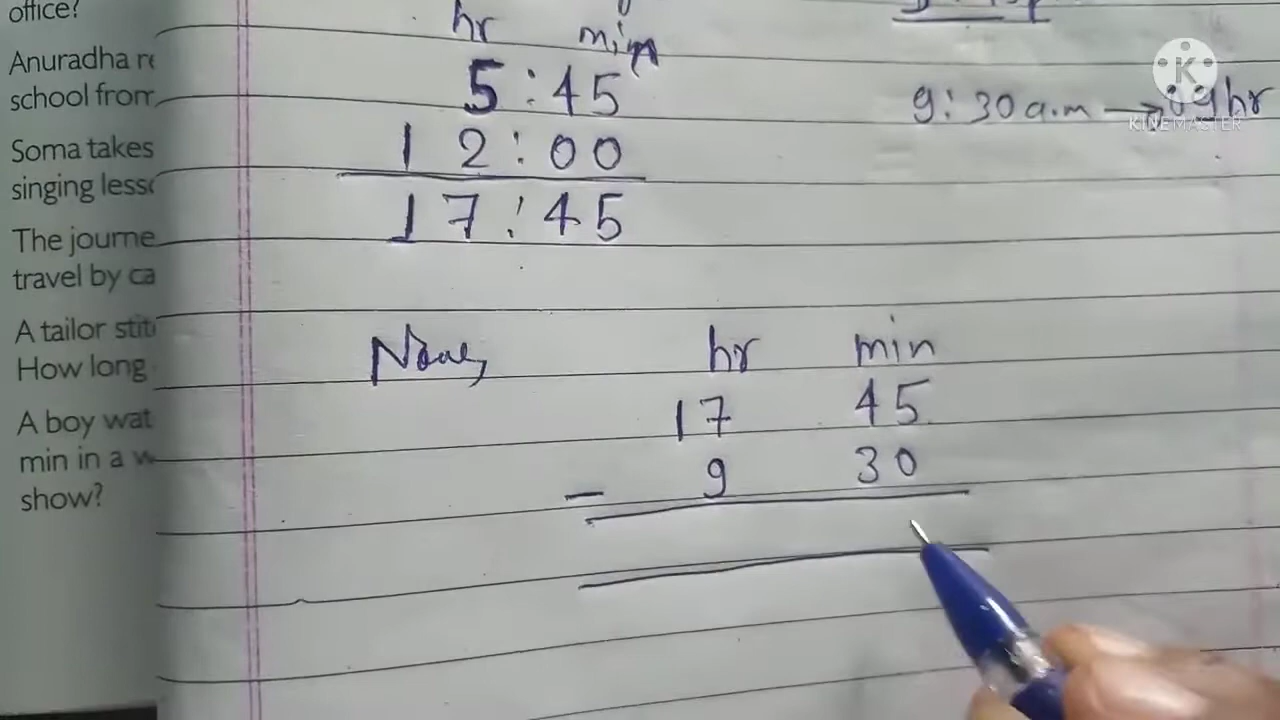 office?
Anuradha re
school from
Soma takes
singing lesso
The journe
travel by ca
A tailor stit
How long
A boy wat
min in a w
show?
hr min
5:45
12:00
17:45
9:30 a.m → 09 hr
KINEMASTER
Now,
hr min
17 45
- 9 30